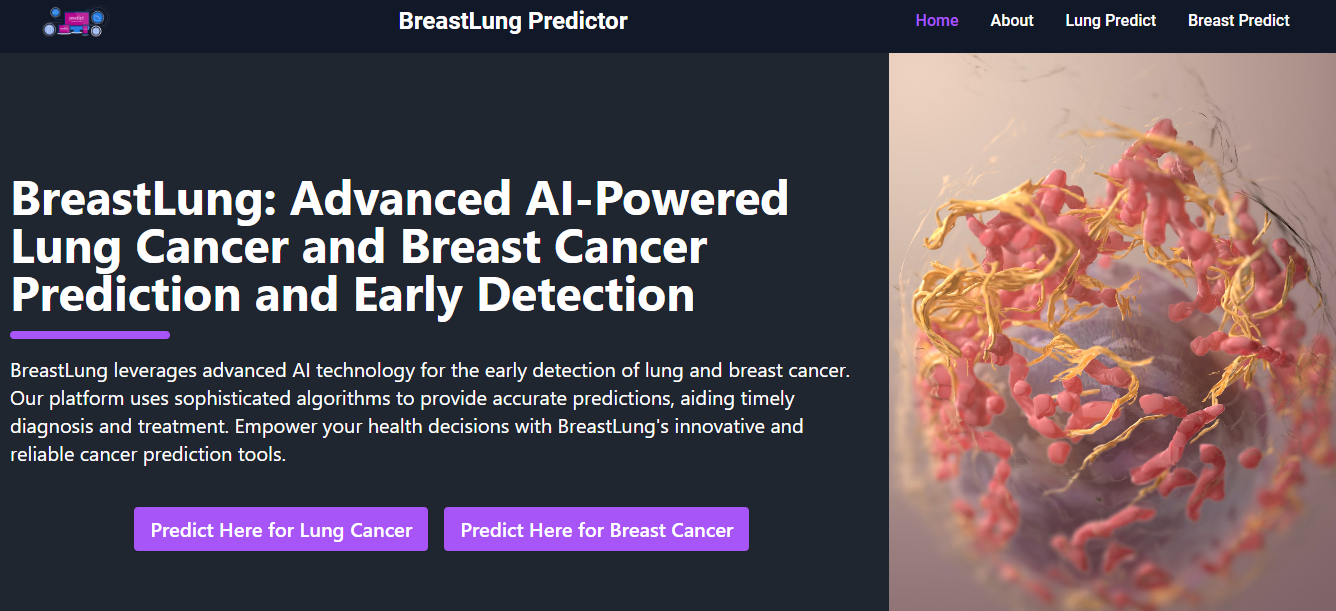 BreastLung Predictor
Home
About
Lung Predict
Breast Predict
BreastLung: Advanced AI-Powered
Lung Cancer and Breast Cancer
Prediction and Early Detection
BreastLung leverages advanced AI technology for the early detection of lung and breast cancer.
Our platform uses sophisticated algorithms to provide accurate predictions, aiding timely
diagnosis and treatment. Empower your health decisions with BreastLung's innovative and
reliable cancer prediction tools.
Predict Here for Lung Cancer
Predict Here for Breast Cancer